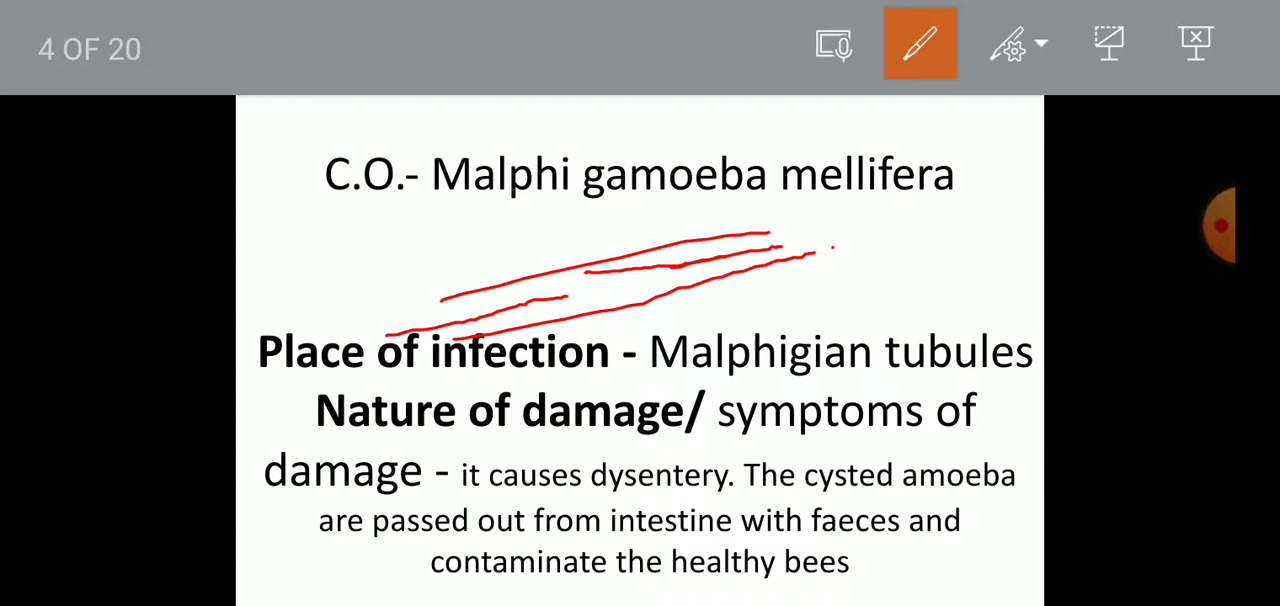 4 OF 20
C.O.- Malphi gamoeba mellifera
Place of infection - Malphigian tubules
Nature of damage/ symptoms of
damage - it causes dysentery. The cysted amoeba
are passed out from intestine with faeces and
contaminate the healthy bees